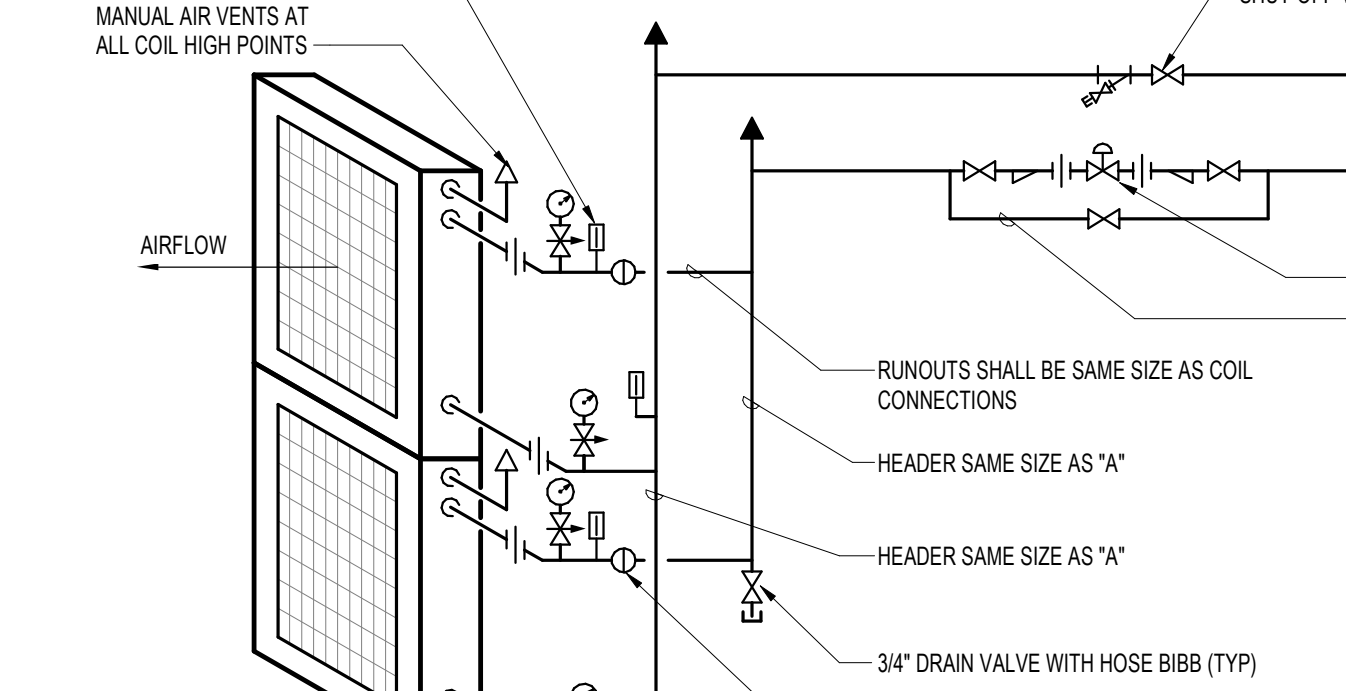 MANUAL AIR VENTS AT
ALL COIL HIGH POINTS
AIRFLOW
RUNOUTS SHALL BE SAME SIZE AS COIL
CONNECTIONS
HEADER SAME SIZE AS "A"
HEADER SAME SIZE AS "A"
3/4" DRAIN VALVE WITH HOSE BIBB (TYP)